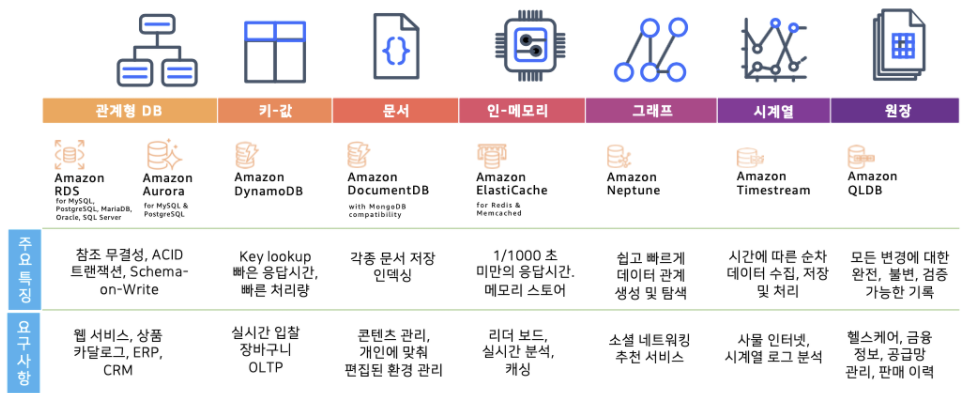 관계형 DB
키-값
문서
인-메모리
그래프
시계열
원장
Amazon
RDS
for MySQL,
PostgreSQL, MariaDB,
Oracle, SQL Server
Amazon
Aurora
for MySQL &
PostgreSQL
Amazon
DynamoDB
Amazon
DocumentDB
with MongoDB
compatibility
Amazon
ElastiCache
for Redis &
Memcached
Amazon
Neptune
Amazon
Timestream
Amazon
QLDB
주요 특징
참조 무결성, ACID
트랜잭션, Schema-
on-Write
Key lookup
빠은 응답시간,
빠른 처리량
각종 문서 저장
인덱싱
1/1000 초
미만의 응답시간.
메모리 스토어
쉽고 빠르게
데이터 관계
생성 및 탐색
시간에 따른 순차
데이터 수집, 저장
및 처리
모든 변경에 대한
완전, 불변, 검증
가능한 기록
요구사항
웹 서비스, 상품
카달로그, ERP,
CRM
실시간 입찰
장바구니
OLTP
콘텐츠 관리,
개인에 맞춰
편집된 환경 관리
리더 보드,
실시간 분석,
캐싱
소셜 네트워킹
추천 서비스
사물 인터넷,
시계열 로그 분석
헬스케어, 금융
정보, 공급망
관리, 판매 이력